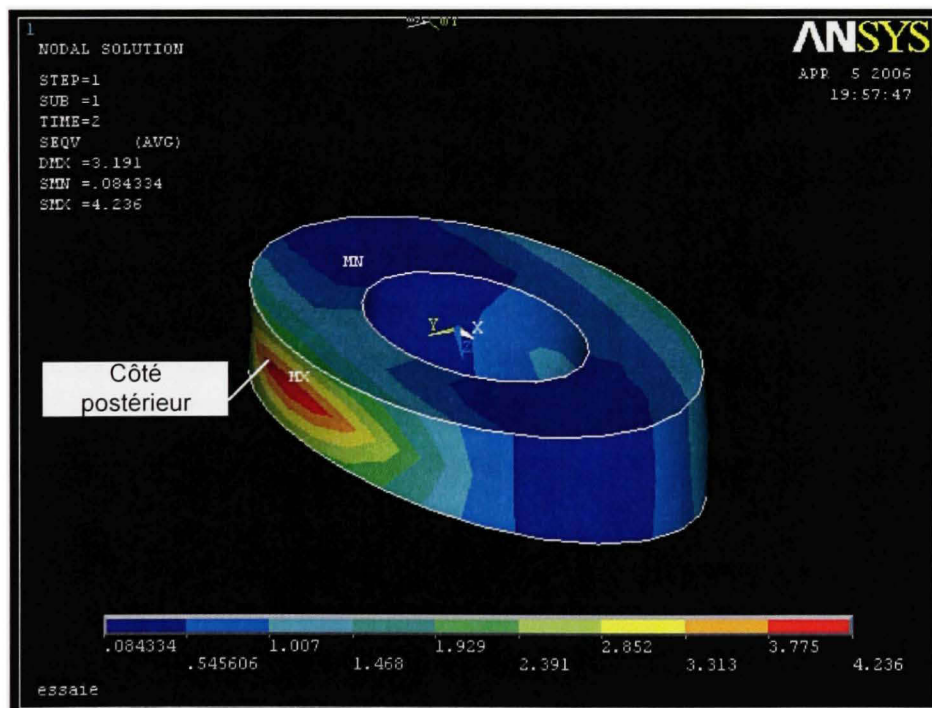 1
NODAL SOLUTION
STEP=1
SUB =1
TIME=2
SEQV (AVG)
DMX =3.191
SMN =.084334
SMX =4.236
ANSYS
APR 5 2006
19:57:47
MN
Y
X
Z
MX
Côté
postérieur
.084334
.545606
1.007
1.468
1.929
2.391
2.852
3.313
3.775
4.236
essaie